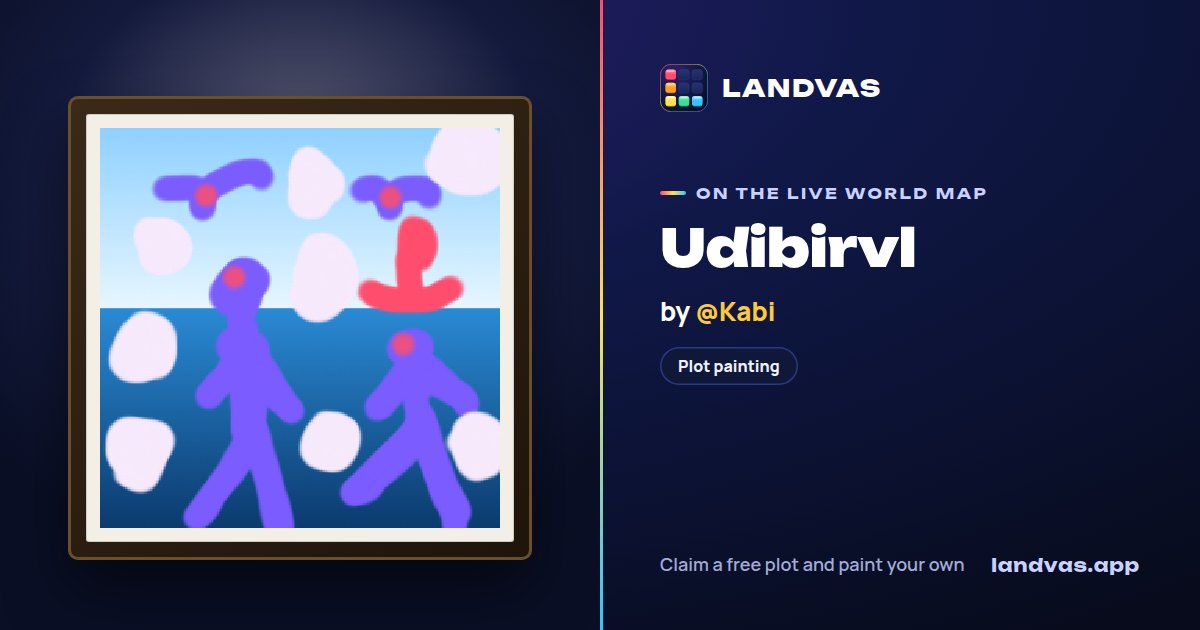 LANDVAS
ON THE LIVE WORLD MAP
Udibirvl
by @Kabi
Plot painting
Claim a free plot and paint your own landvas.app